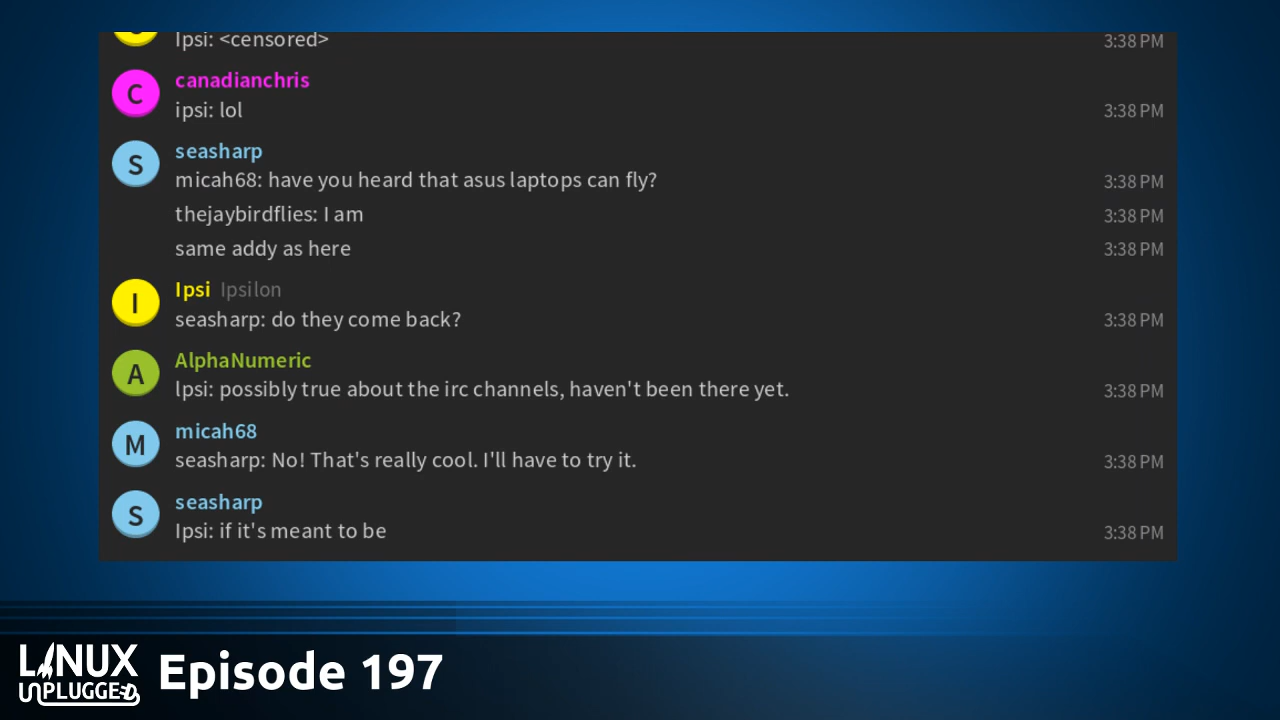 Ipsi: <censored>
3:38 PM
C
canadianchris
ipsi: lol
3:38 PM
S
seasharp
micah68: have you heard that asus laptops can fly?
3:38 PM
thejaybirdflies: I am
3:38 PM
same addy as here
3:38 PM
I
Ipsi Ipsilon
seasharp: do they come back?
3:38 PM
A
AlphaNumeric
lpsi: possibly true about the irc channels, haven't been there yet.
3:38 PM
M
micah68
seasharp: No! That's really cool. I'll have to try it.
3:38 PM
S
seasharp
Ipsi: if it's meant to be
3:38 PM
LINUX
UNPLUGGED
Episode 197